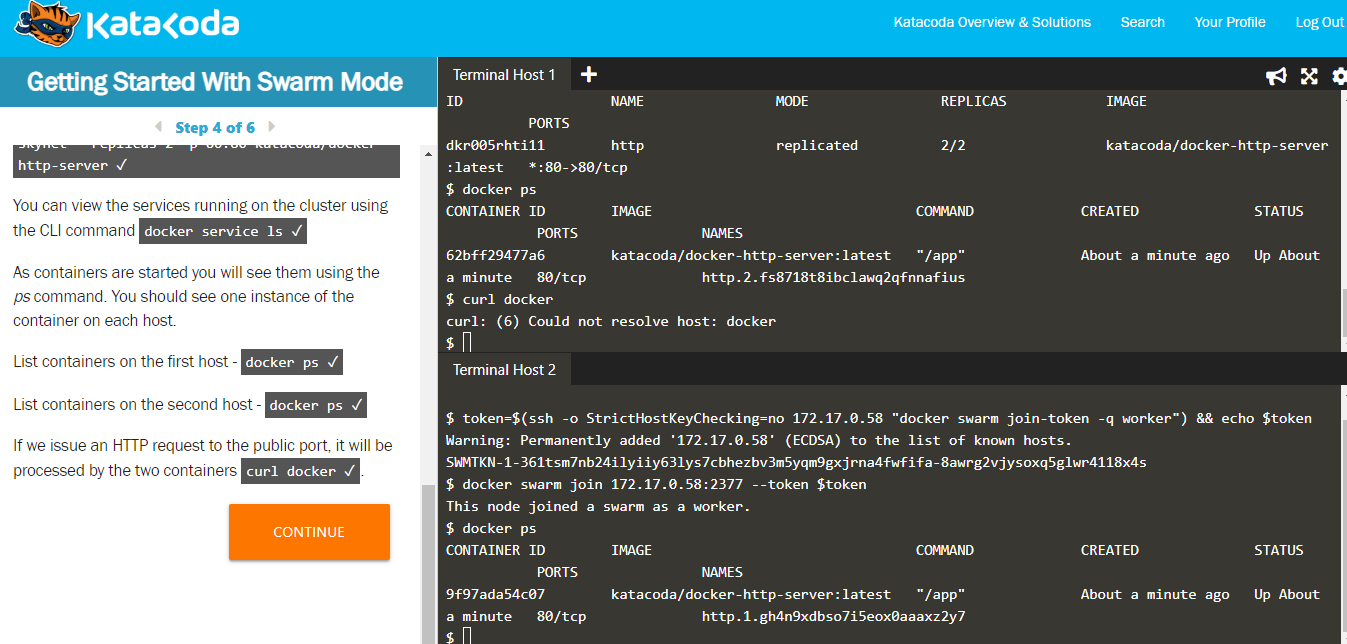 KataKoda
Katacoda Overview & Solutions Search Your Profile Log Out
Getting Started With Swarm Mode
Step 4 of 6
http-server ✓
You can view the services running on the cluster using
the CLI command docker service ls ✓
As containers are started you will see them using the
ps command. You should see one instance of the
container on each host.
List containers on the first host - docker ps ✓
List containers on the second host - docker ps ✓
If we issue an HTTP request to the public port, it will be
processed by the two containers curl docker ✓.
CONTINUE
Terminal Host 1 +
ID NAME MODE REPLICAS IMAGE
PORTS
dkr005rhti11 http replicated 2/2 katacoda/docker-http-server
:latest *:80->80/tcp
$ docker ps
CONTAINER ID IMAGE COMMAND CREATED STATUS
PORTS NAMES
62bff29477a6 katacoda/docker-http-server:latest "/app" About a minute ago Up About
a minute 80/tcp http.2.fs8718t8ibclawq2qfnnafius
$ curl docker
curl: (6) Could not resolve host: docker
$
Terminal Host 2
$ token=$(ssh -o StrictHostKeyChecking=no 172.17.0.58 "docker swarm join-token -q worker") && echo $token
Warning: Permanently added '172.17.0.58' (ECDSA) to the list of known hosts.
SWMTKN-1-361tsm7nb24ilyiiy63lys7cbhezbv3m5yqm9gxjrna4fwfifa-8awrg2vjysoxq5glwr4118x4s
$ docker swarm join 172.17.0.58:2377 --token $token
This node joined a swarm as a worker.
$ docker ps
CONTAINER ID IMAGE COMMAND CREATED STATUS
PORTS NAMES
9f97ada54c07 katacoda/docker-http-server:latest "/app" About a minute ago Up About
a minute 80/tcp http.1.gh4n9xdbso7i5eox0aaaxz2y7
$